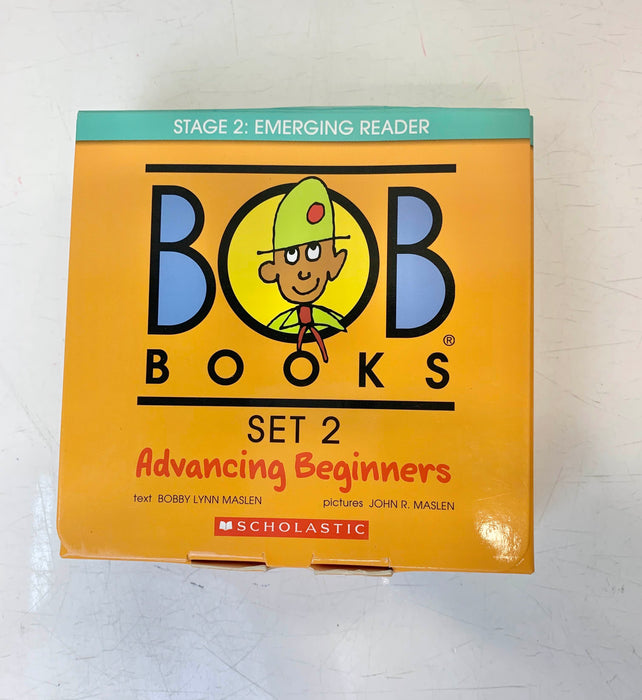 STAGE 2: EMERGING READER
BOB
BOOKS®
SET 2
Advancing Beginners
text BOBBY LYNN MASLEN pictures JOHN R. MASLEN
SCHOLASTIC